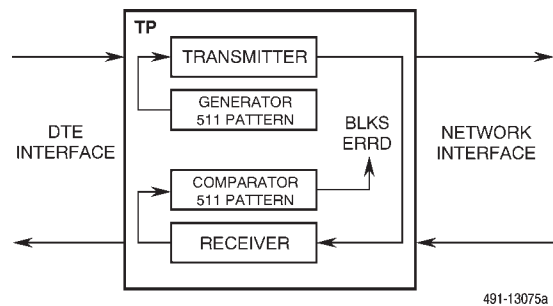 TP
TRANSMITTER
GENERATOR
511 PATTERN
BLKS
ERRD
DTE
INTERFACE
NETWORK
INTERFACE
COMPARATOR
511 PATTERN
RECEIVER
491-13075a